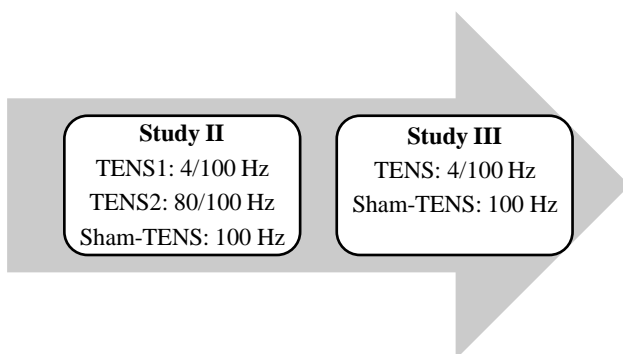 Study II
TENS1: 4/100 Hz
TENS2: 80/100 Hz
Sham-TENS: 100 Hz
Study III
TENS: 4/100 Hz
Sham-TENS: 100 Hz